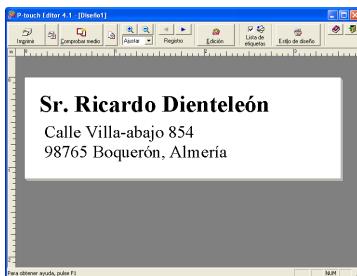 P-touch Editor 4.1 - [Diseño1]
Imprimir
Comprobar medio
Ajustar
Registro
Edición
Lista de etiquetas
Estilo de diseño
Sr. Ricardo Dienteleón
Calle Villa-abajo 854
98765 Boquerón, Almería
Para obtener ayuda, pulse F1
NUM